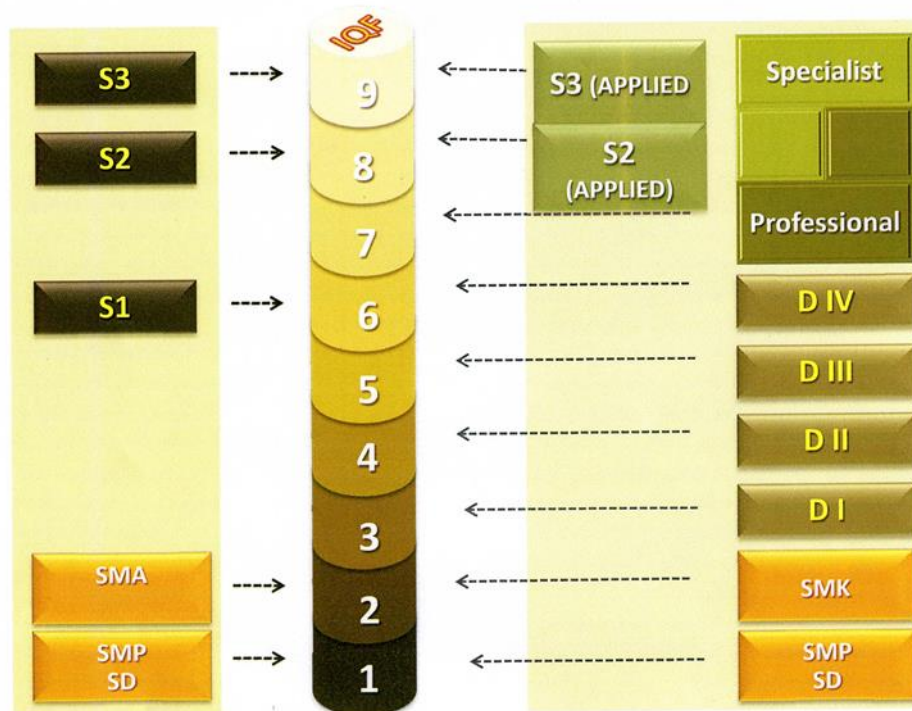 IQF
S3
S2
S1
SMA
SMP
SD
9
8
7
6
5
4
3
2
1
S3 (APPLIED
S2
(APPLIED)
Specialist
Professional
D IV
D III
D II
D I
SMK
SMP
SD